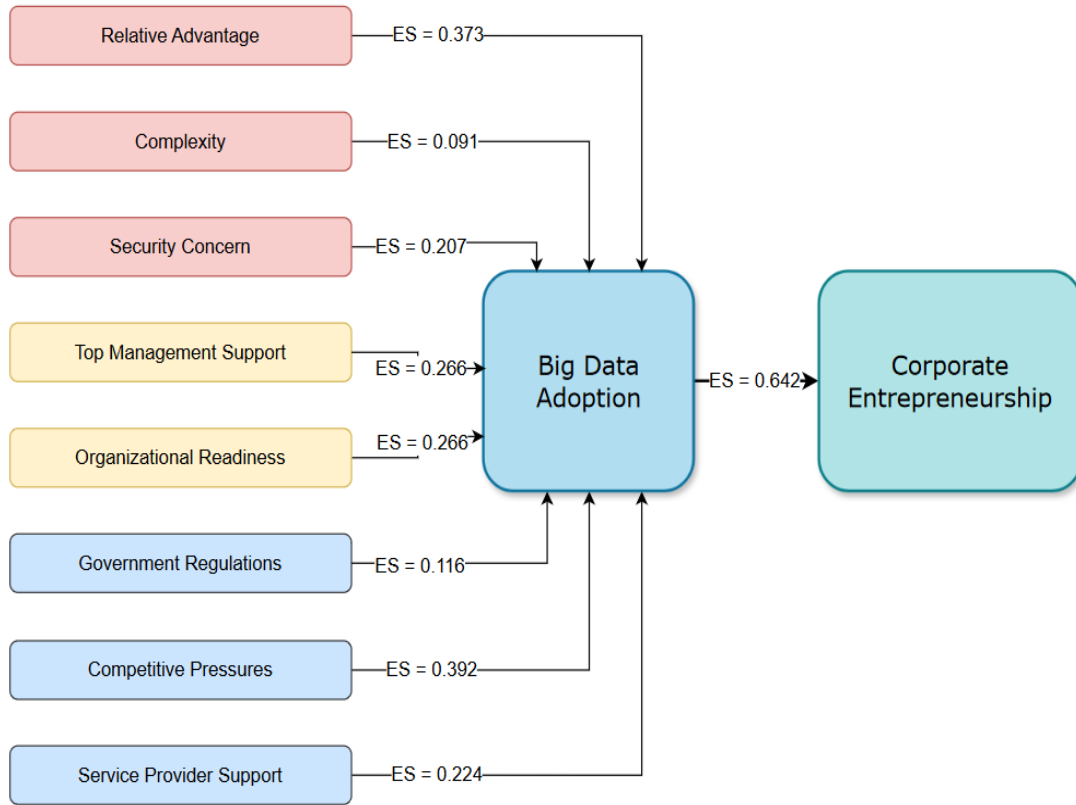 Relative Advantage
ES = 0.373
Complexity
ES = 0.091
Security Concern
ES = 0.207
Top Management Support
ES = 0.266
Organizational Readiness
ES = 0.266
Government Regulations
ES = 0.116
Competitive Pressures
ES = 0.392
Service Provider Support
ES = 0.224
Big Data
Adoption
ES = 0.642
Corporate
Entrepreneurship